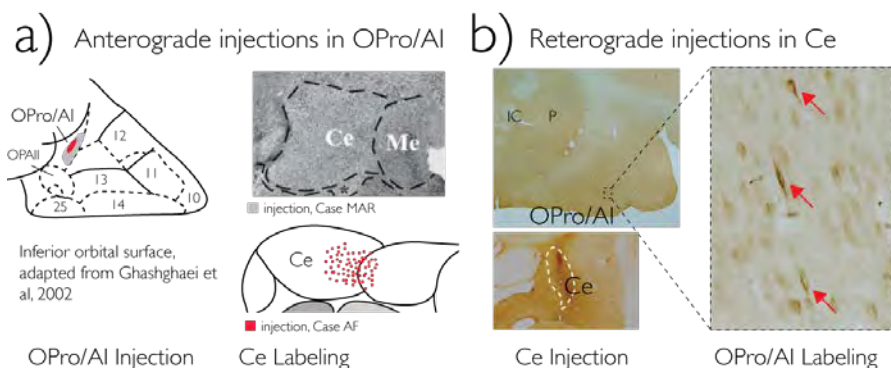 a) Anterograde injections in OPro/AI
OPro/AI
12
OPAll
13
11
10
25
14
Inferior orbital surface,
adapted from Ghashghaei et
al, 2002
OPro/AI Injection
Ce
Me
*
injection, Case MAR
Ce
injection, Case AF
Ce Labeling
b) Reterograde injections in Ce
IC
P
OPro/AI
Ce
Ce Injection
OPro/AI Labeling